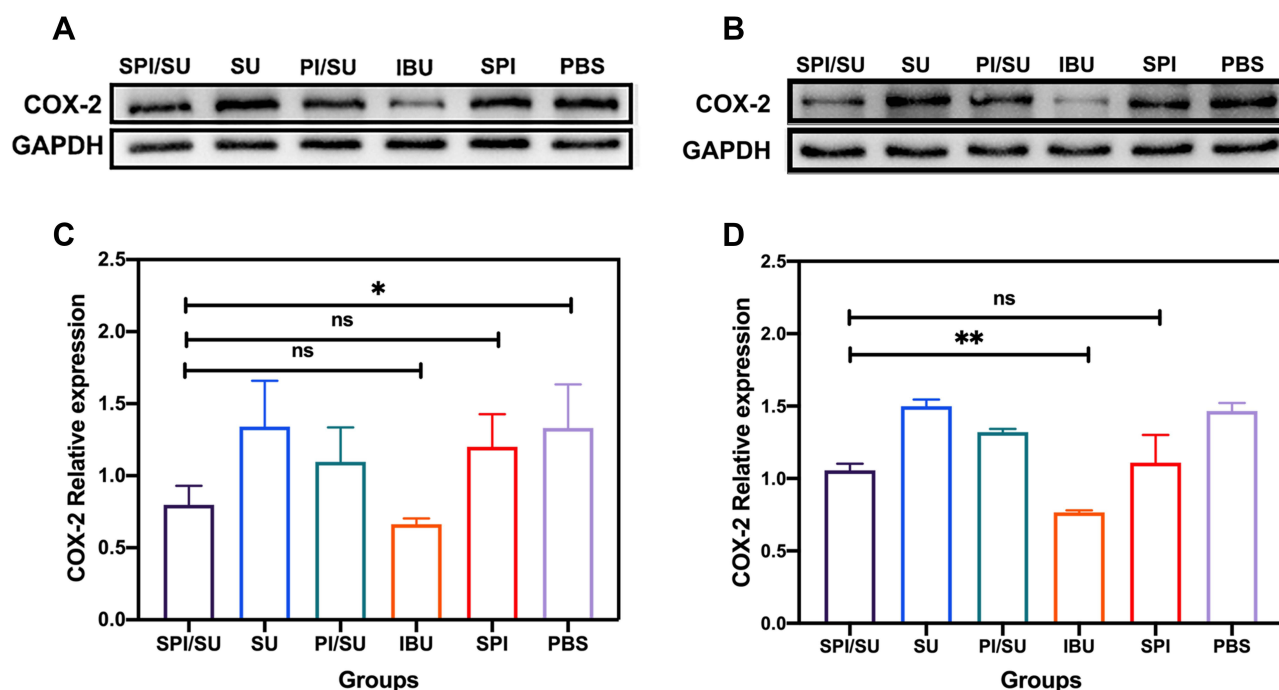 A
SPI/SU SU PI/SU IBU SPI PBS
COX-2
GAPDH
B
SPI/SU SU PI/SU IBU SPI PBS
COX-2
GAPDH
C
COX-2 Relative expression
2.5
2.0
1.5
1.0
0.5
0.0
*
ns
ns
SPI/SU SU PI/SU IBU SPI PBS
Groups
D
COX-2 Relative expression
2.5
2.0
1.5
1.0
0.5
0.0
ns
**
SPI/SU SU PI/SU IBU SPI PBS
Groups